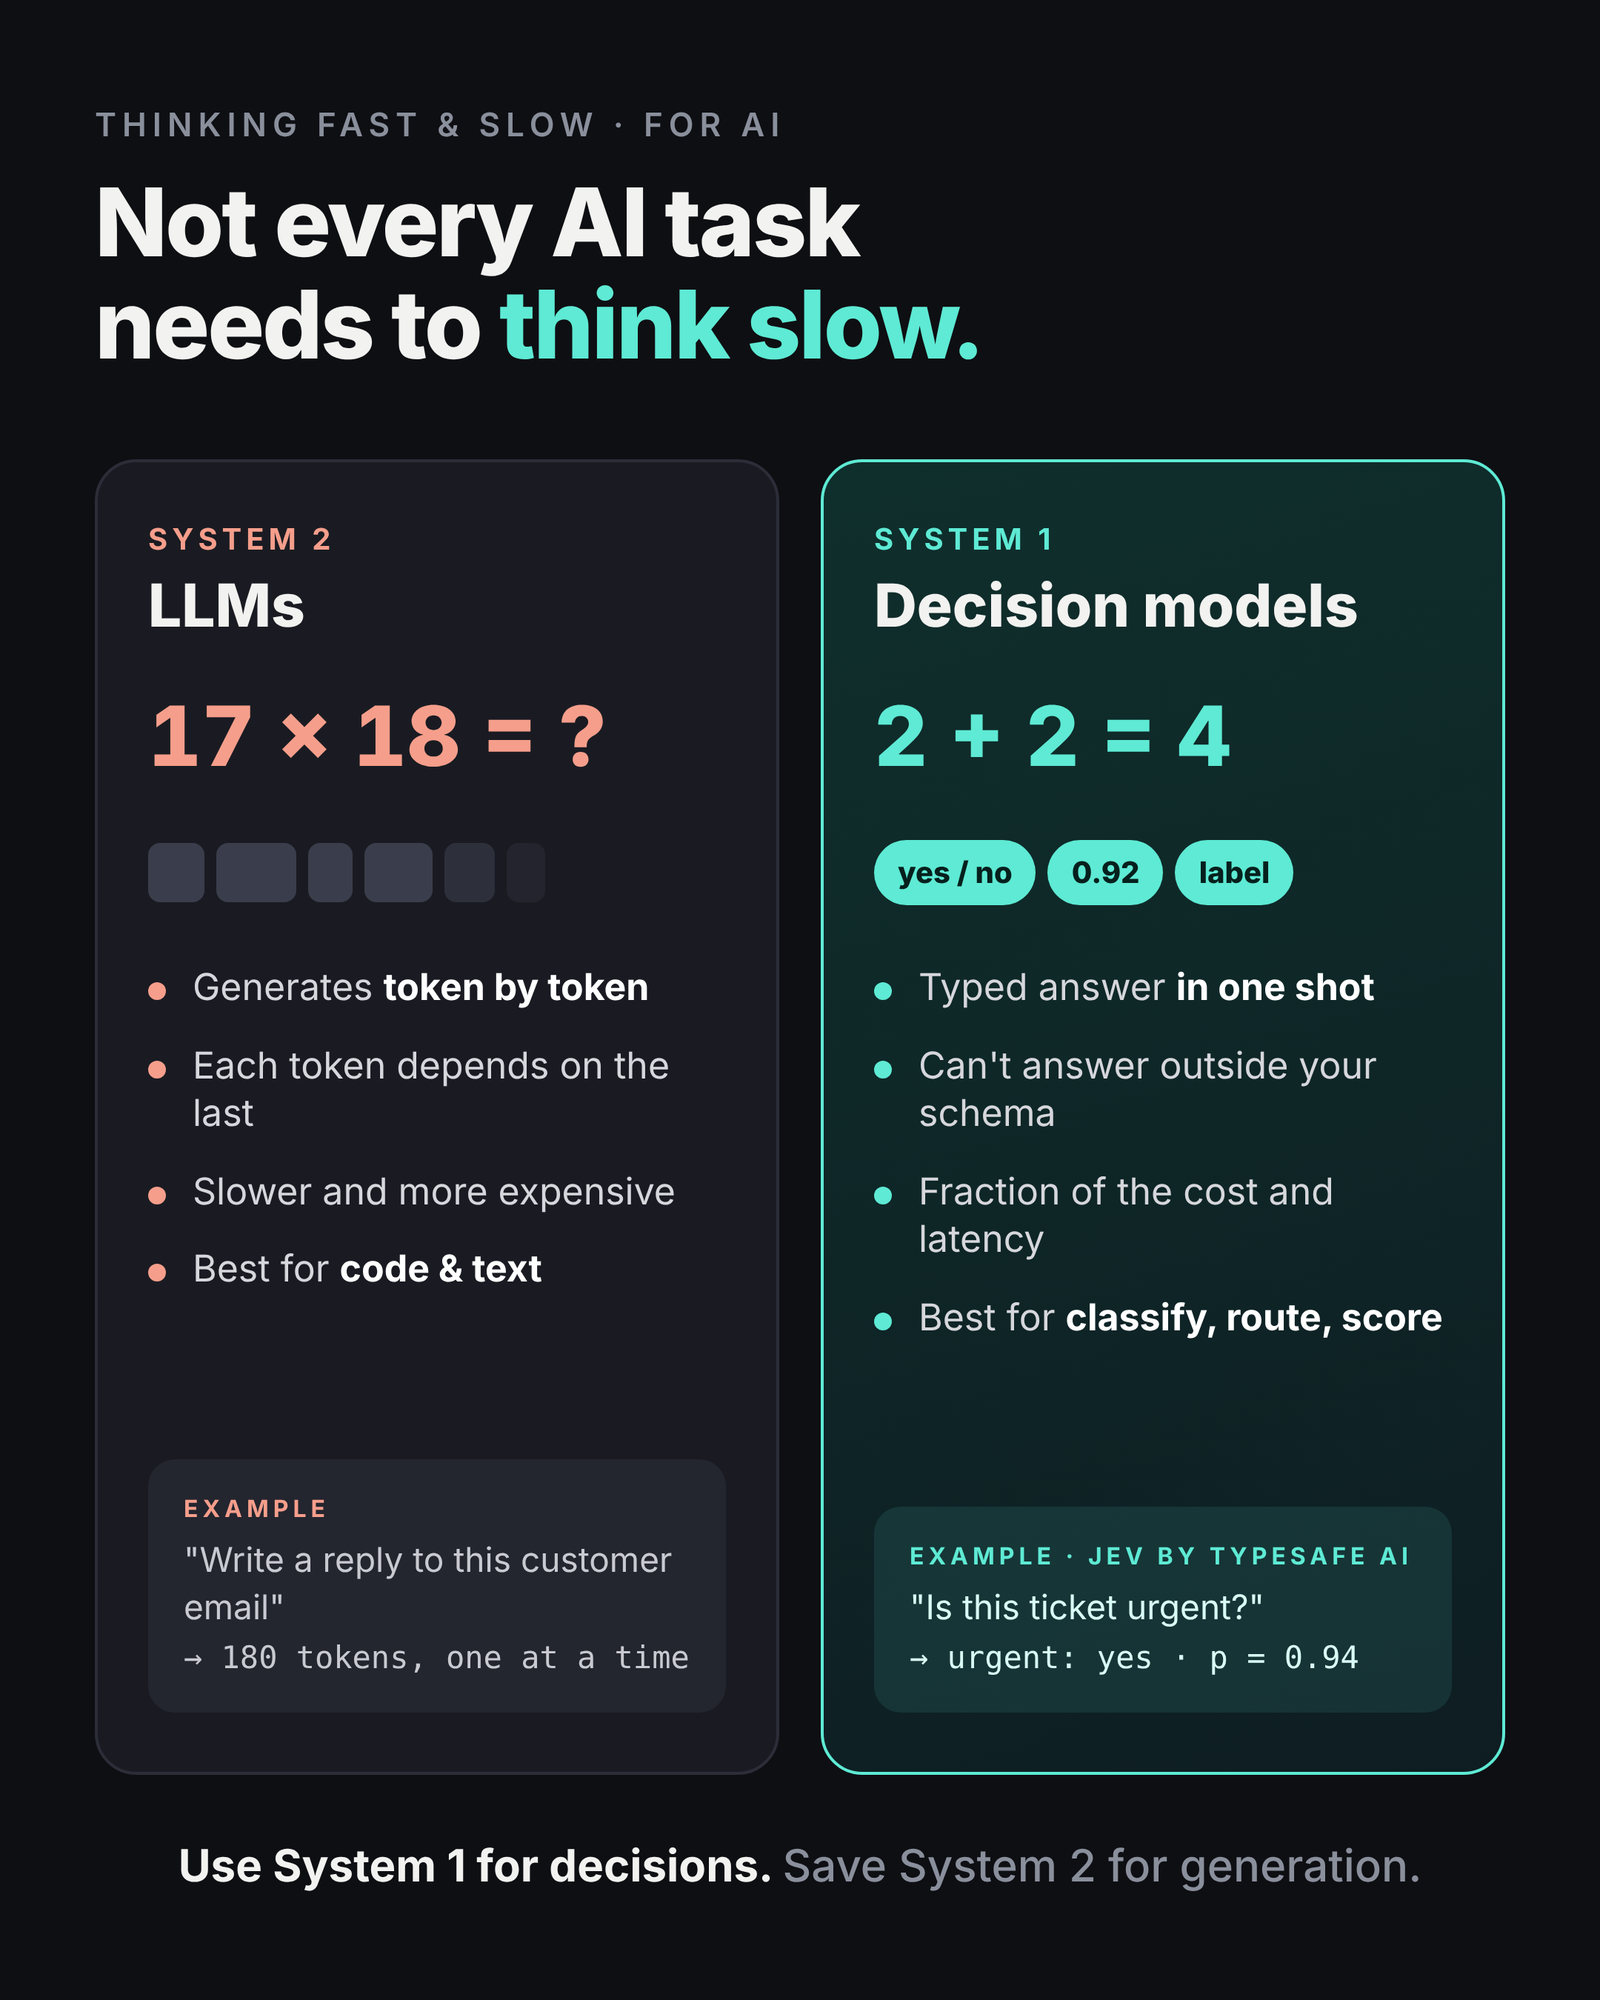 THINKING FAST & SLOW · FOR AI
Not every AI task
needs to think slow.
SYSTEM 2
LLMs
17 × 18 = ?
Generates token by token
Each token depends on the
last
Slower and more expensive
Best for code & text
EXAMPLE
"Write a reply to this customer
email"
→ 180 tokens, one at a time
SYSTEM 1
Decision models
2 + 2 = 4
yes / no
0.92
label
Typed answer in one shot
Can't answer outside your
schema
Fraction of the cost and
latency
Best for classify, route, score
EXAMPLE · JEV BY TYPESAFE AI
"Is this ticket urgent?"
→ urgent: yes · p = 0.94
Use System 1 for decisions. Save System 2 for generation.